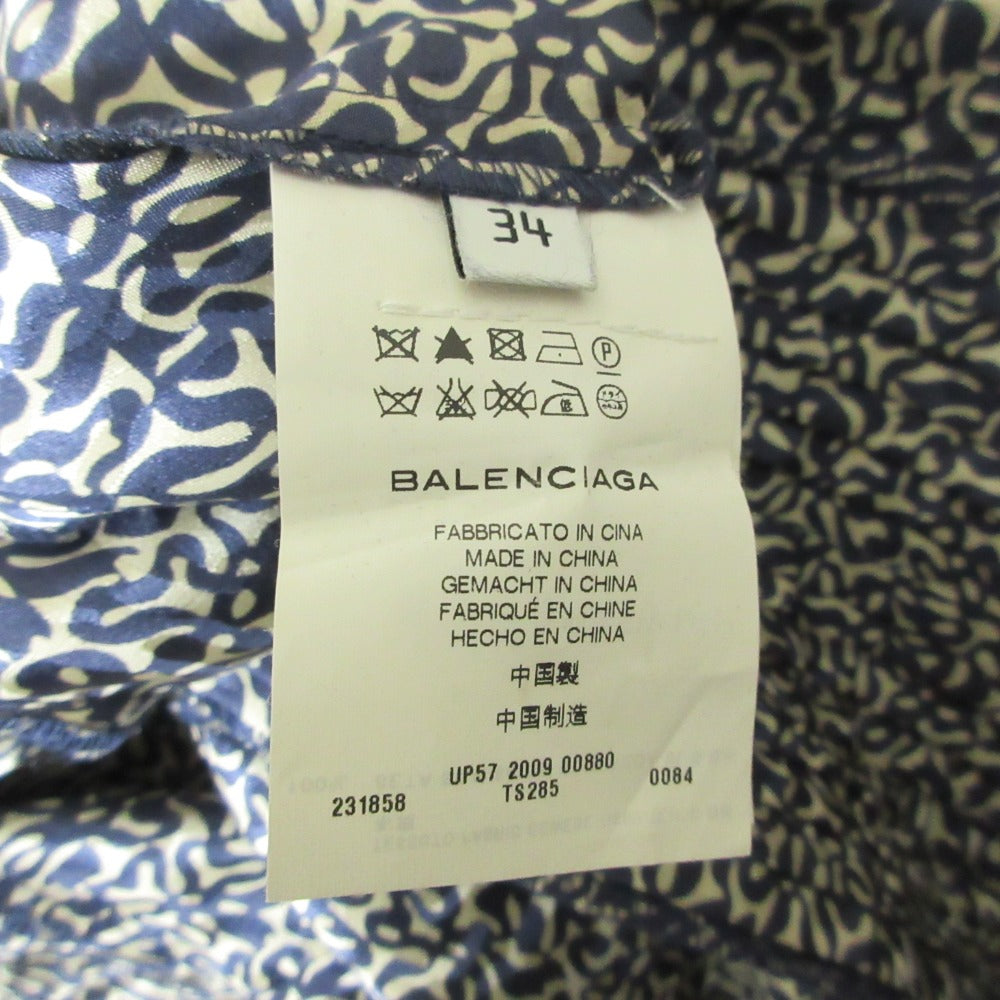 34
P
低
BALENCIAGA
FABBRICATO IN CINA
MADE IN CHINA
GEMACHT IN CHINA
FABRIQUÉ EN CHINE
HECHO EN CHINA
中国製
中国制造
UP57 2009 00880
231858 TS285 0084